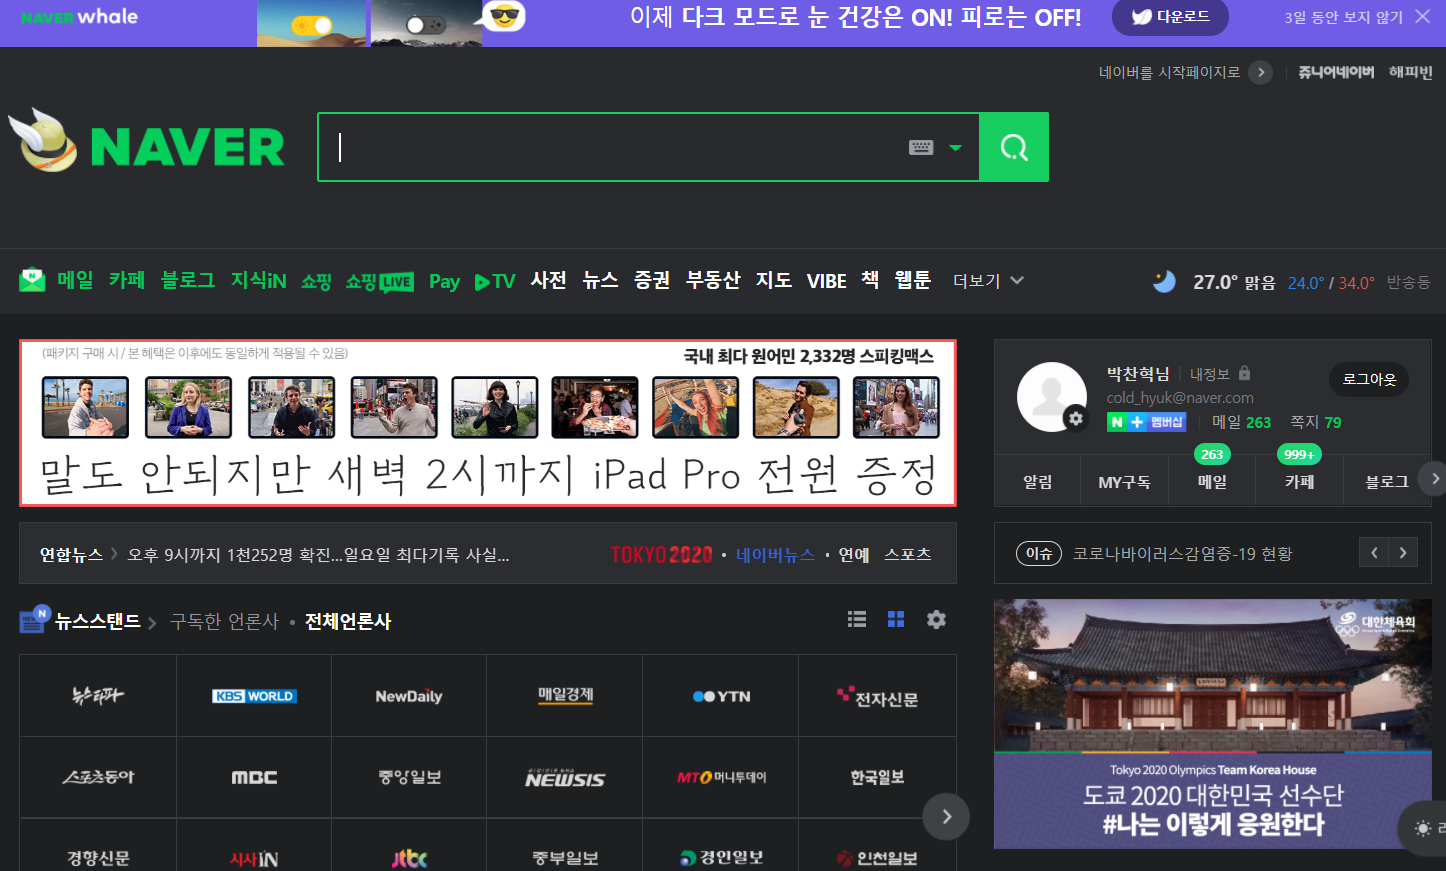 NAVER whale
이제 다크 모드로 눈 건강은 ON! 피로는 OFF!
다운로드
3일 동안 보지 않기
네이버를 시작페이지로
쥬니어네이버
해피빈
NAVER
메일 카페 블로그 지식iN 쇼핑 쇼핑LIVE Pay TV 사전 뉴스 증권 부동산 지도 VIBE 책 웹툰 더보기
27.0° 맑음 24.0° / 34.0° 반송동
(패키지 구매 시 / 본 혜택은 이후에도 동일하게 적용될 수 있음)
국내 최다 원어민 2,332명 스피킹맥스
말도 안되지만 새벽 2시까지 iPad Pro 전원 증정
박찬혁님 내정보
로그아웃
cold_hyuk@naver.com
N+ 멤버십 메일 263 쪽지 79
263 999+
알림 MY구독 메일 카페 블로그
연합뉴스 오후 9시까지 1천252명 확진...일요일 최다기록 사실...
TOKYO 2020 • 네이버뉴스 • 연예 스포츠
이슈 코로나바이러스감염증-19 현황
뉴스스탠드 구독한 언론사 • 전체언론사
뉴스타파 KBS WORLD NewDaily 매일경제 YTN 전자신문
스포츠동아 MBC 중앙일보 NEWSIS MT 머니투데이 한국일보
경향신문 시사iN jtbc 중부일보 경인일보 인천일보
대한체육회
Tokyo 2020 Olympics Team Korea House
도쿄 2020 대한민국 선수단
#나는 이렇게 응원한다